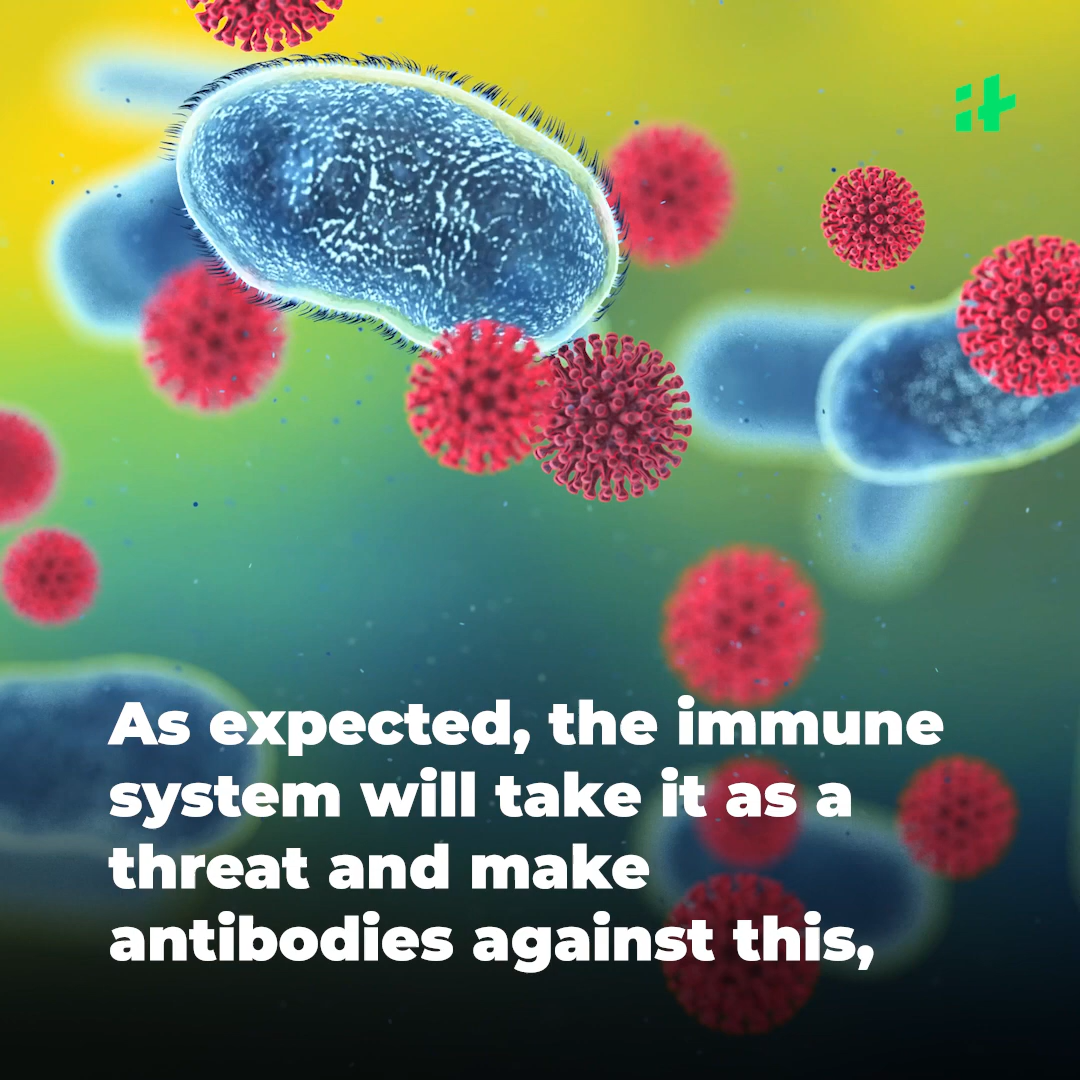 As expected, the immune
system will take it as a
threat and make
antibodies against this,